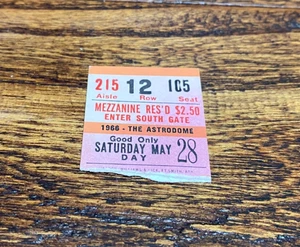 215 12 105
Aisle Row Seat
MEZZANINE RES'D $2.50
ENTER SOUTH GATE
1966 - THE ASTRODOME
Good Only
SATURDAY MAY 28
DAY